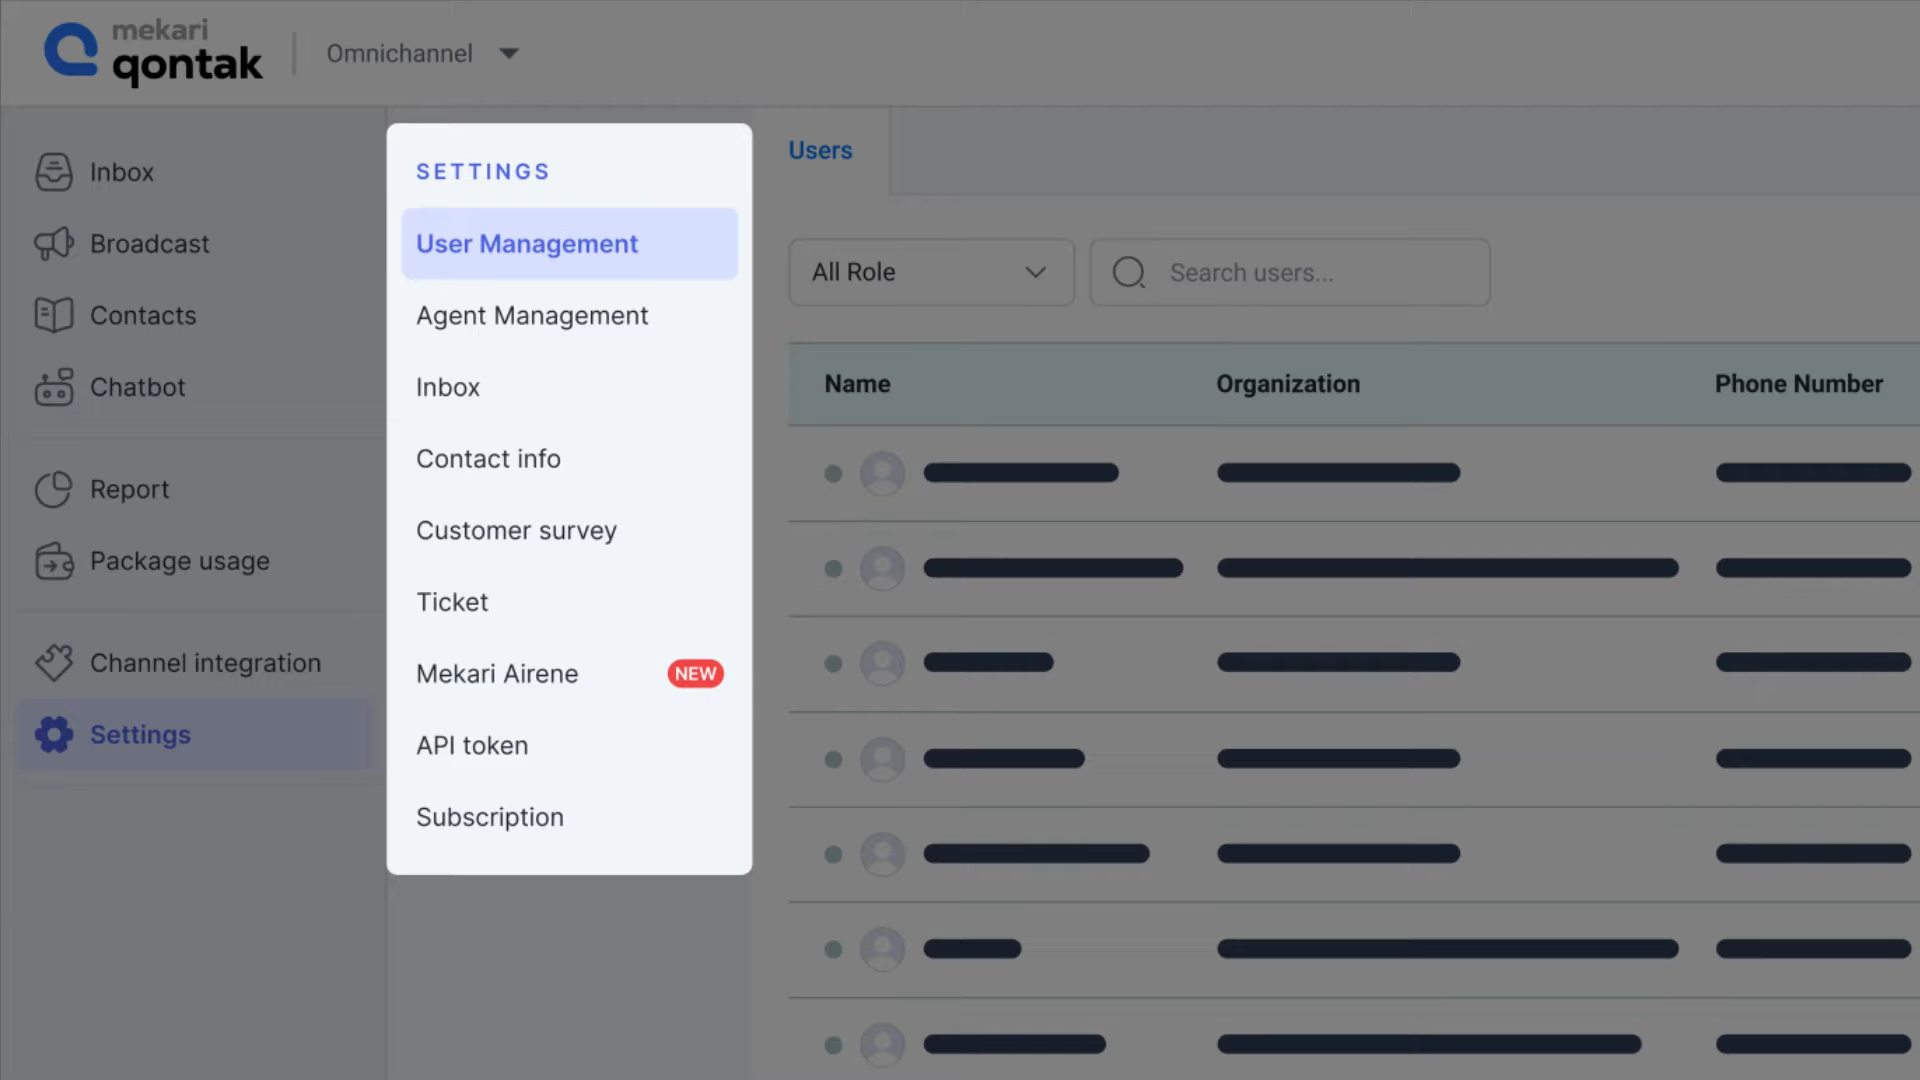 mekari
qontak
Omnichannel
Inbox
Broadcast
Contacts
Chatbot
Report
Package usage
Channel integration
Settings
SETTINGS
User Management
Agent Management
Inbox
Contact info
Customer survey
Ticket
Mekari Airene NEW
API token
Subscription
Users
All Role
Search users...
Name Organization Phone Number